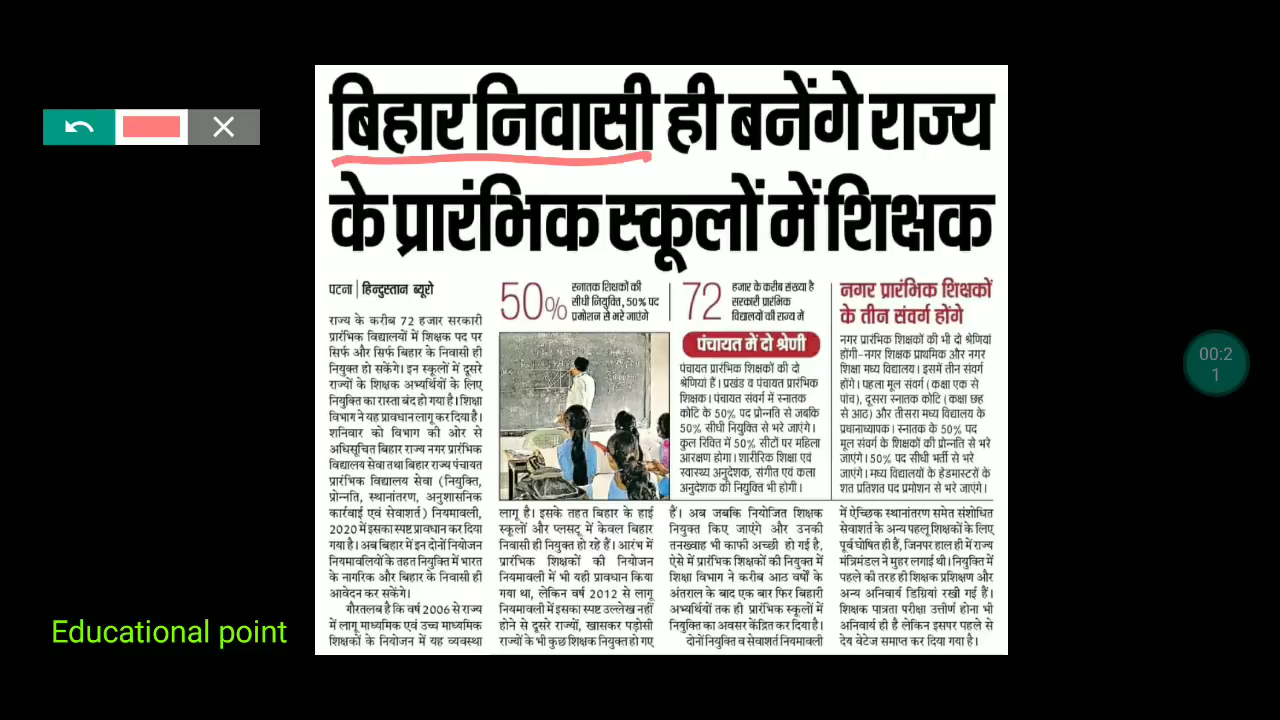 बिहार निवासी ही बनेंगे राज्य
के प्रारंभिक स्कूलों में शिक्षक
पटना | हिन्दुस्तान ब्यूरो
राज्य के करीब 72 हजार सरकारी
प्रारंभिक विद्यालयों में शिक्षक पद पर
सिर्फ और सिर्फ बिहार के निवासी ही
नियुक्त हो सकेंगे। इन स्कूलों में दूसरे
राज्यों के शिक्षक अभ्यर्थियों के लिए
नियुक्ति का रास्ता बंद हो गया है। शिक्षा
विभाग ने यह प्रावधान लागू कर दिया है।
शनिवार को विभाग की ओर से
अधिसूचित बिहार राज्य नगर प्रारंभिक
विद्यालय सेवा तथा बिहार राज्य पंचायत
प्रारंभिक विद्यालय सेवा (नियुक्ति,
प्रोन्नति, स्थानांतरण, अनुशासनिक
कार्रवाई एवं सेवाशर्त) नियमावली,
2020 में इसका स्पष्ट प्रावधान कर दिया
गया है। अब बिहार में इन दोनों नियोजन
नियमावलियों के तहत नियुक्ति में भारत
के नागरिक और बिहार के निवासी ही
आवेदन कर सकेंगे।
गौरतलब है कि वर्ष 2006 से राज्य
में लागू माध्यमिक एवं उच्च माध्यमिक
शिक्षकों के नियोजन में यह व्यवस्था
50%
स्नातक शिक्षकों की
सीधी नियुक्ति, 50% पद
प्रमोशन से भरे जाएंगे
72
हजार के करीब संख्या है
सरकारी प्रारंभिक
विद्यालयों की राज्य में
पंचायत में दो श्रेणी
पंचायत प्रारंभिक शिक्षकों की दो
श्रेणियां हैं। प्रखंड व पंचायत प्रारंभिक
शिक्षक। पंचायत संवर्ग में स्नातक
कोटि के 50% पद प्रोन्नति से जबकि
50% सीधी नियुक्ति से भरे जाएंगे।
कुल रिक्ति में 50% सीटों पर महिला
आरक्षण होगा। शारीरिक शिक्षा एवं
स्वास्थ्य अनुदेशक, संगीत एवं कला
अनुदेशक की नियुक्ति भी होगी।
नगर प्रारंभिक शिक्षकों
के तीन संवर्ग होंगे
नगर प्रारंभिक शिक्षकों की भी दो श्रेणियां
होंगी-नगर शिक्षक प्राथमिक और नगर
शिक्षा मध्य विद्यालय। इसमें तीन संवर्ग
होंगे। पहला मूल संवर्ग (कक्षा एक से
पांच), दूसरा स्नातक कोटि (कक्षा छह
से आठ) और तीसरा मध्य विद्यालय के
प्रधानाध्यापक। स्नातक के 50% पद
मूल संवर्ग के शिक्षकों की प्रोन्नति से भरे
जाएंगे। 50% पद सीधी भर्ती से भरे
जाएंगे। मध्य विद्यालयों के हेडमास्टरों के
शत प्रतिशत पद प्रमोशन से भरे जाएंगे।
लागू है। इसके तहत बिहार के हाई
स्कूलों और प्लसटू में केवल बिहार
निवासी ही नियुक्त हो रहे हैं। आरंभ में
प्रारंभिक शिक्षकों की नियोजन
नियमावली में भी यही प्रावधान किया
गया था, लेकिन वर्ष 2012 से लागू
नियमावली में इसका स्पष्ट उल्लेख नहीं
होने से दूसरे राज्यों, खासकर पड़ोसी
राज्यों के भी कुछ शिक्षक नियुक्त हो गए
हैं। अब जबकि नियोजित शिक्षक
नियुक्त किए जाएंगे और उनकी
तनख्वाह भी काफी अच्छी हो गई है,
ऐसे में प्रारंभिक शिक्षकों की नियुक्त में
शिक्षा विभाग ने करीब आठ वर्षों के
अंतराल के बाद एक बार फिर बिहारी
अभ्यर्थियों तक ही प्रारंभिक स्कूलों में
नियुक्ति का अवसर केंद्रित कर दिया है।
दोनों नियुक्ति व सेवाशर्त नियमावली
में ऐच्छिक स्थानांतरण समेत संशोधित
सेवाशर्त के अन्य पहलू शिक्षकों के लिए
पूर्व घोषित ही हैं, जिनपर हाल ही में राज्य
मंत्रिमंडल ने मुहर लगाई थी। नियुक्ति में
पहले की तरह ही शिक्षक प्रशिक्षण और
अन्य अनिवार्य डिग्रियां रखी गई हैं।
शिक्षक पात्रता परीक्षा उत्तीर्ण होना भी
अनिवार्य ही है लेकिन इसपर पहले से
देय वेटेज समाप्त कर दिया गया है।
Educational point
00:2
1